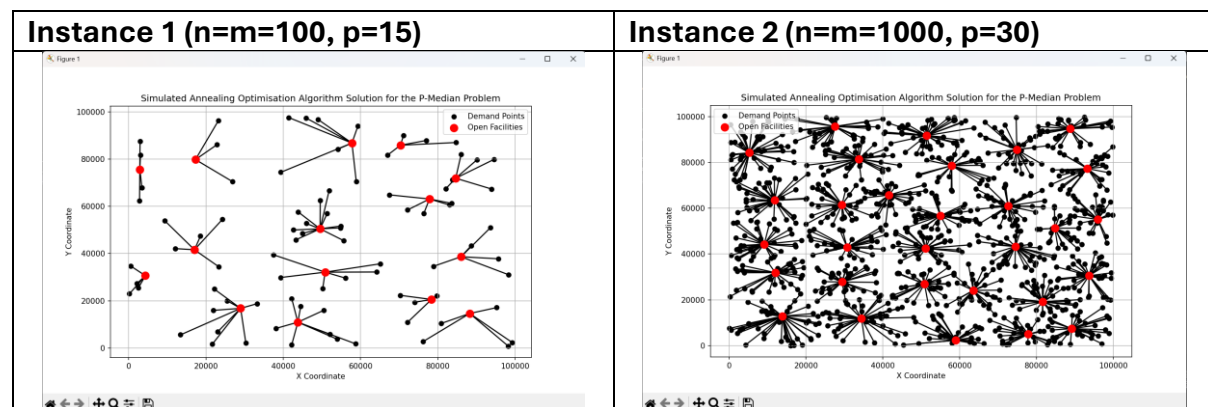 Instance 1 (n=m=100, p=15)
Figure 1
Simulated Annealing Optimisation Algorithm Solution for the P-Median Problem
Demand Points
Open Facilities
100000
80000
60000
40000
20000
0
Y Coordinate
0 20000 40000 60000 80000 100000
X Coordinate
Instance 2 (n=m=1000, p=30)
Figure 1
Simulated Annealing Optimisation Algorithm Solution for the P-Median Problem
Demand Points
Open Facilities
100000
80000
60000
40000
20000
0
Y Coordinate
0 20000 40000 60000 80000 100000
X Coordinate